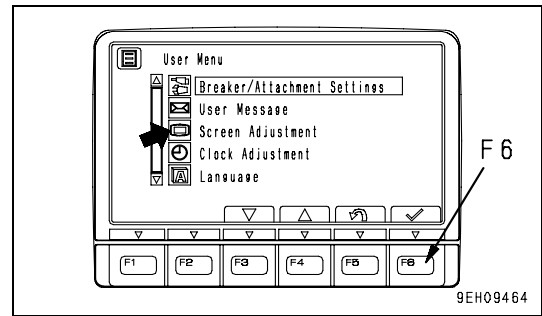 User Menu
Breaker/Attachment Settings
User Message
Screen Adjustment
Clock Adjustment
Language
F6
F1 F2 F3 F4 F5 F6
9EH09464